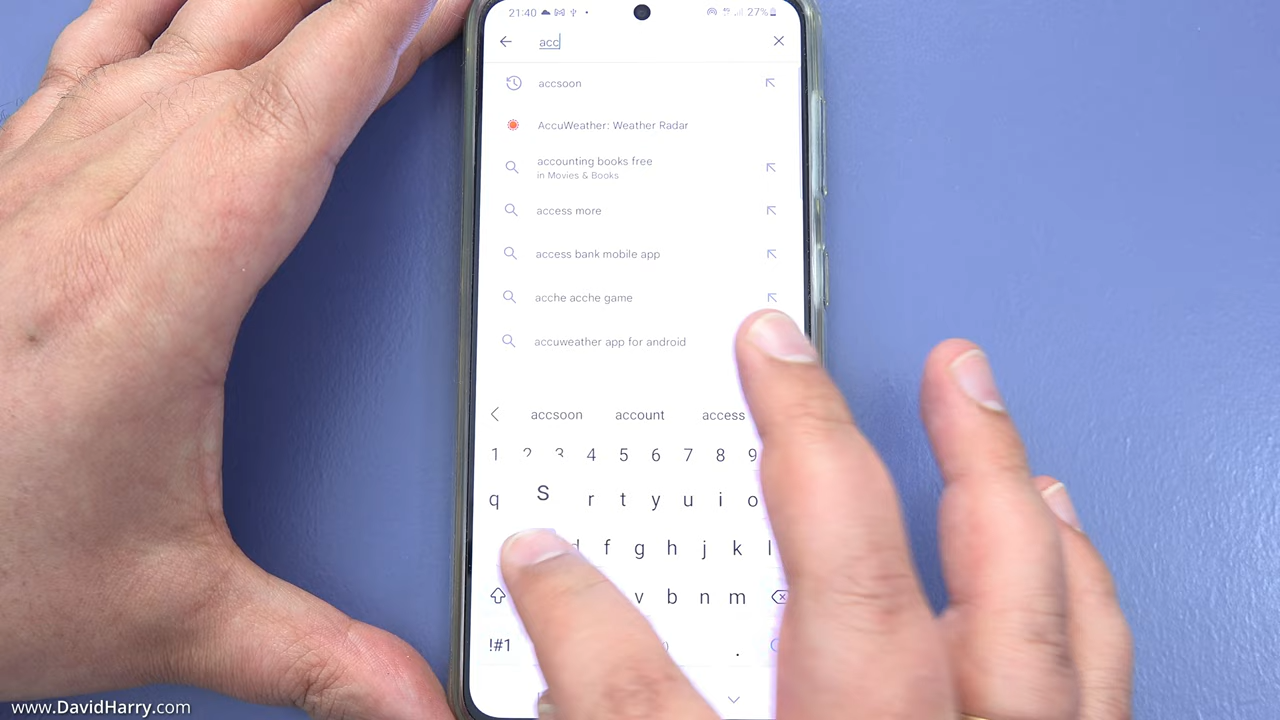 21:40 27%
acc
accsoon
AccuWeather: Weather Radar
accounting books free
in Movies & Books
access more
access bank mobile app
acche acche game
accuweather app for android
accsoon account access
1 2 3 4 5 6 7 8 9
q S r t y u i o
d f g h j k l
v b n m
!#1 .
www.DavidHarry.com